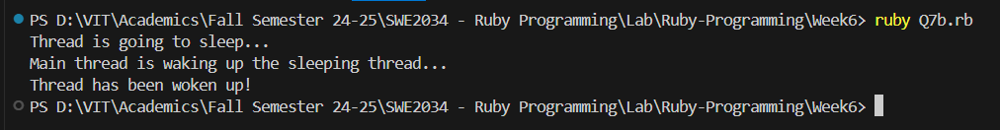 PS D:\VIT\Academics\Fall Semester 24-25\SWE2034 - Ruby Programming\Lab\Ruby-Programming\Week6> ruby Q7b.rb
Thread is going to sleep...
Main thread is waking up the sleeping thread...
Thread has been woken up!
PS D:\VIT\Academics\Fall Semester 24-25\SWE2034 - Ruby Programming\Lab\Ruby-Programming\Week6>